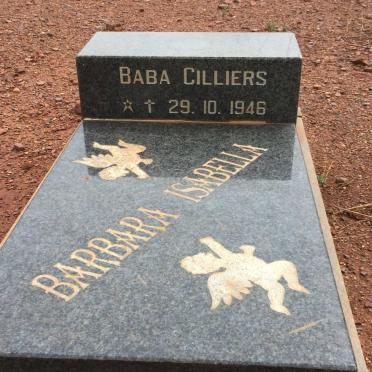 BABA CILLIERS
☆ ✝ 29. 10. 1946
BARBARA ISABELLA